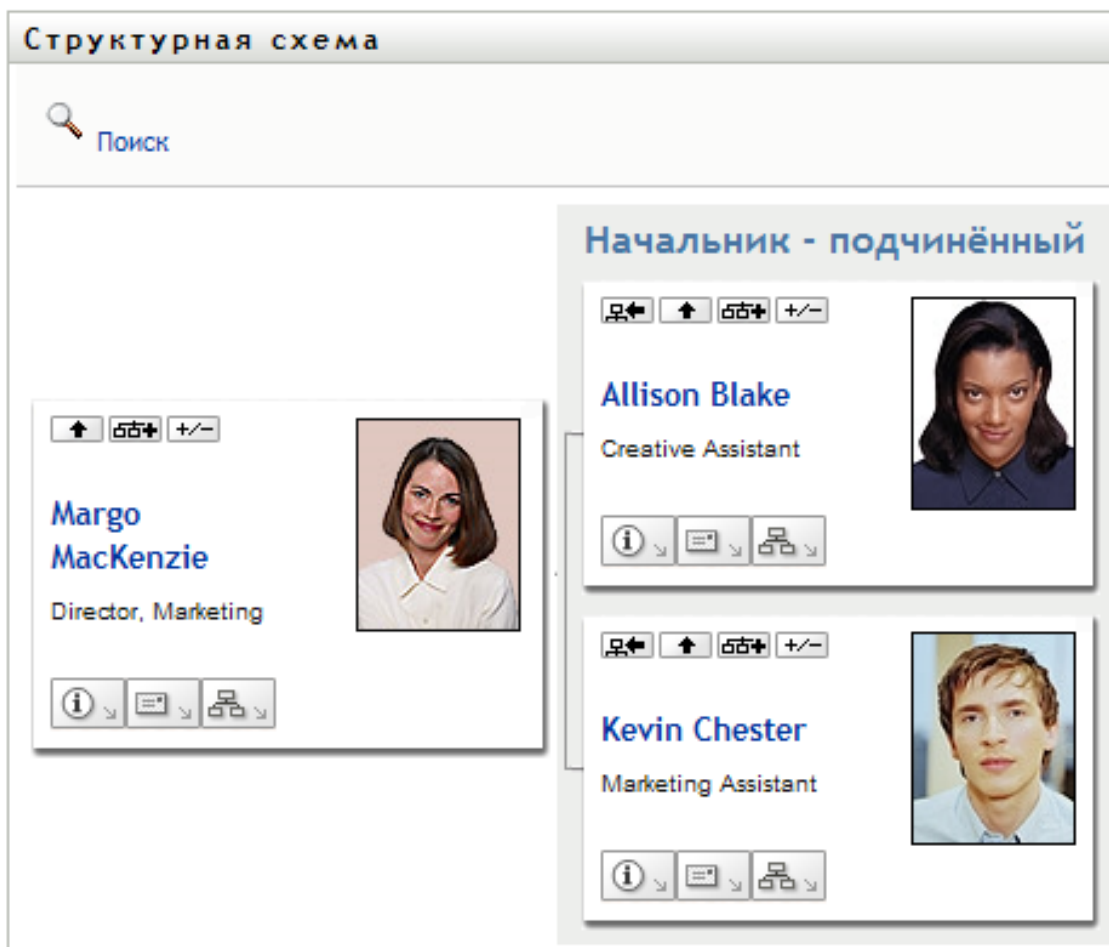 Структурная схема
Поиск
Начальник - подчинённый
+/-
Allison Blake
Creative Assistant
+/-
Margo
MacKenzie
Director, Marketing
+/-
Kevin Chester
Marketing Assistant